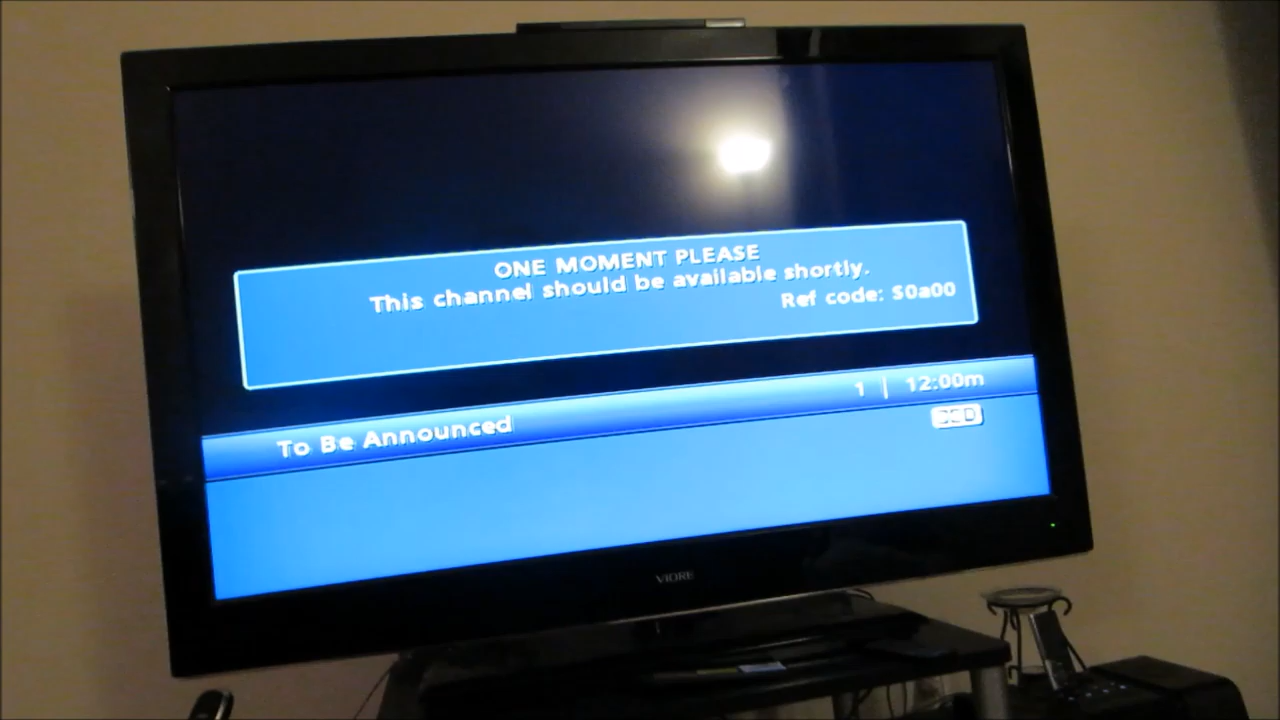 ONE MOMENT PLEASE
This channel should be available shortly.
Ref code: S0a00
1 | 12:00m
To Be Announced
VIORE